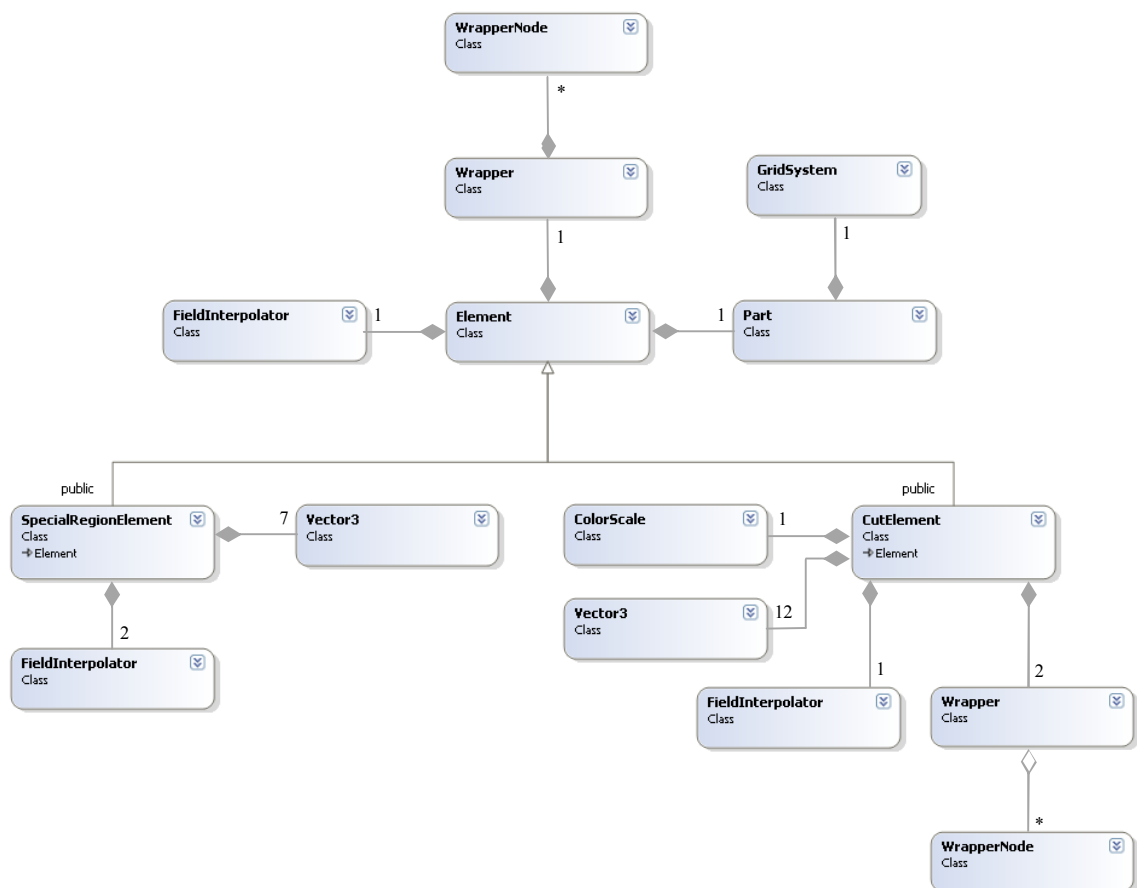 WrapperNode
Class
*
Wrapper
Class
GridSystem
Class
1
1
FieldInterpolator
Class
1
Element
Class
1
Part
Class
public
public
SpecialRegionElement
Class
Element
7
Vector3
Class
ColorScale
Class
1
CutElement
Class
Element
Vector3
Class
12
2
FieldInterpolator
Class
1
2
FieldInterpolator
Class
Wrapper
Class
*
WrapperNode
Class